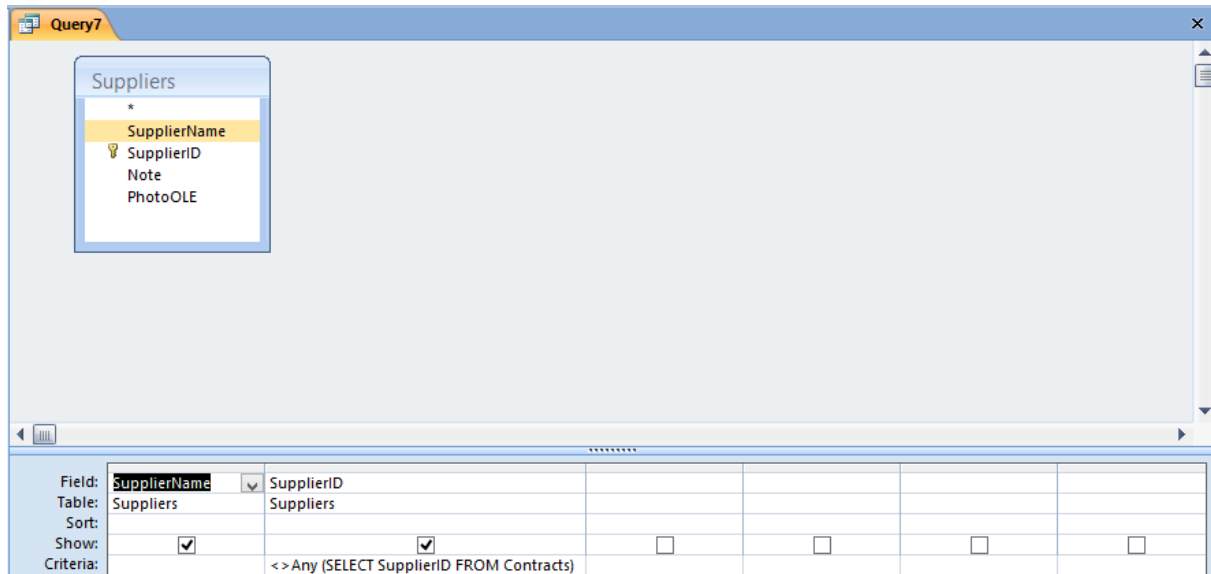 Query7
Suppliers
*
SupplierName
SupplierID
Note
PhotoOLE
Field: SupplierName SupplierID
Table: Suppliers Suppliers
Sort:
Show:
Criteria: <>Any (SELECT SupplierID FROM Contracts)